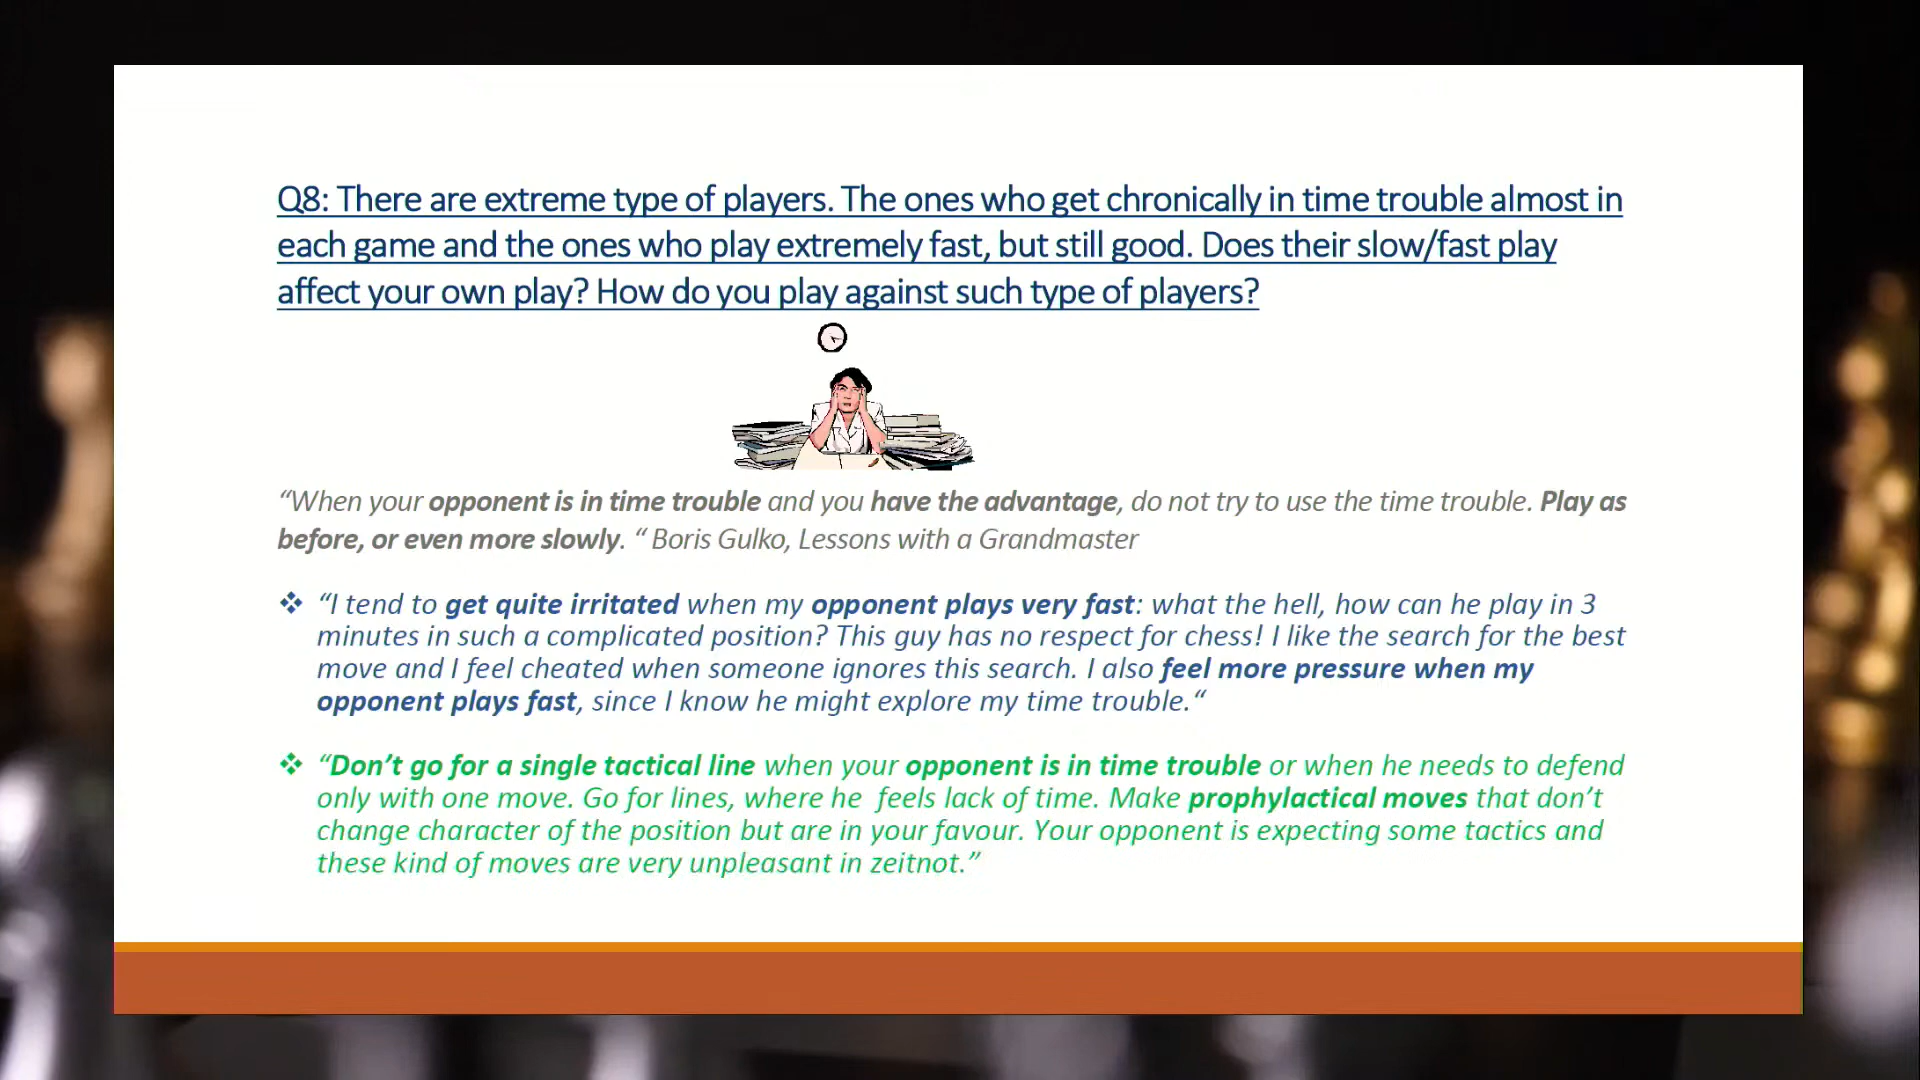 Q8: There are extreme type of players. The ones who get chronically in time trouble almost in
each game and the ones who play extremely fast, but still good. Does their slow/fast play
affect your own play? How do you play against such type of players?
“When your opponent is in time trouble and you have the advantage, do not try to use the time trouble. Play as
before, or even more slowly. “ Boris Gulko, Lessons with a Grandmaster
❖ “I tend to get quite irritated when my opponent plays very fast: what the hell, how can he play in 3
minutes in such a complicated position? This guy has no respect for chess! I like the search for the best
move and I feel cheated when someone ignores this search. I also feel more pressure when my
opponent plays fast, since I know he might explore my time trouble.“
❖ “Don’t go for a single tactical line when your opponent is in time trouble or when he needs to defend
only with one move. Go for lines, where he feels lack of time. Make prophylactical moves that don’t
change character of the position but are in your favour. Your opponent is expecting some tactics and
these kind of moves are very unpleasant in zeitnot.”